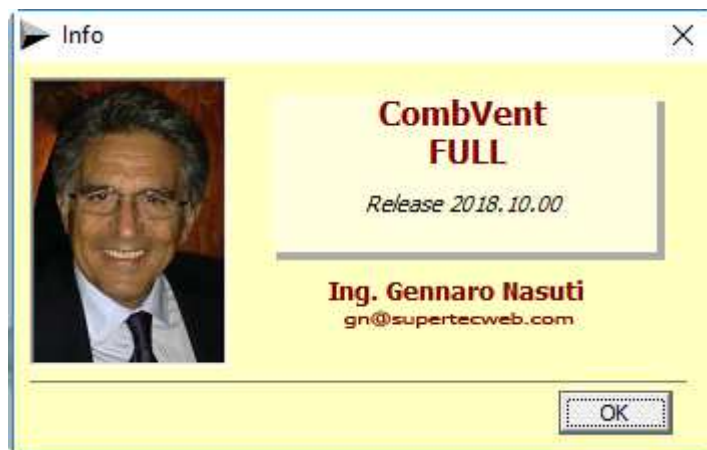 Info
CombVent
FULL
Release 2018.10.00
Ing. Gennaro Nasuti
gn@supertecweb.com
OK